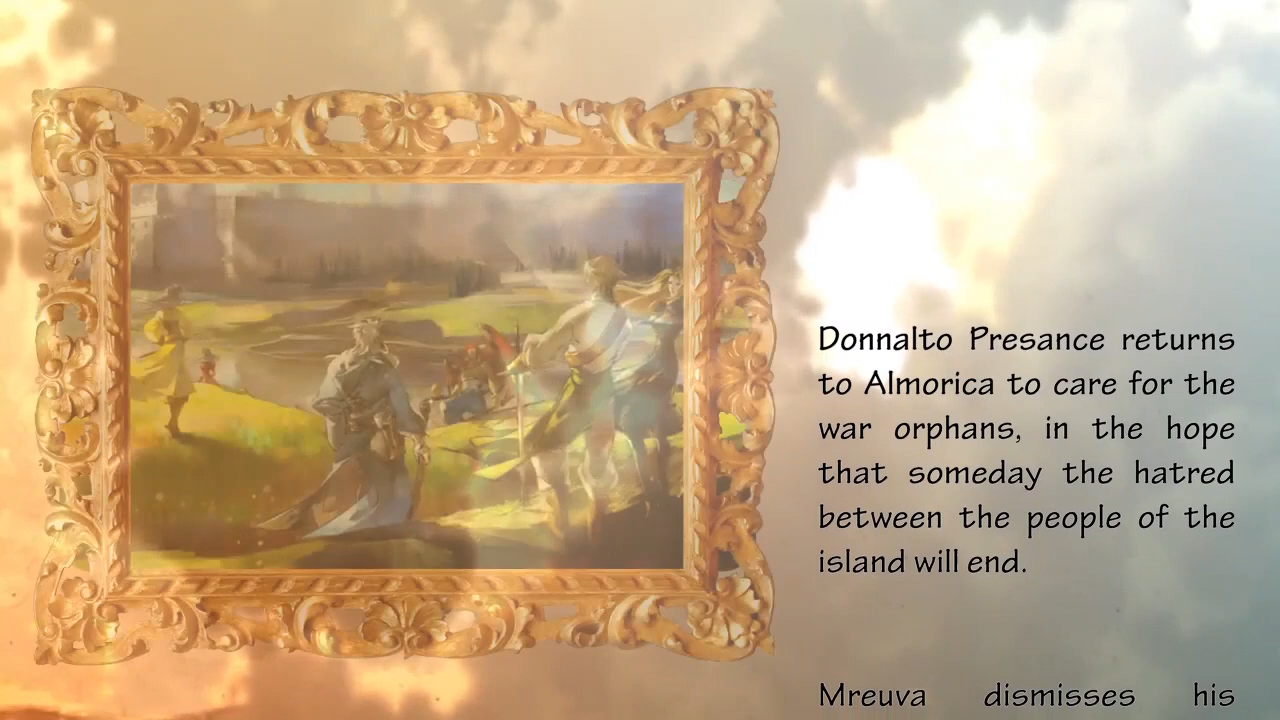 Donnalto Presance returns
to Almorica to care for the
war orphans, in the hope
that someday the hatred
between the people of the
island will end.
Mreuva dismisses his